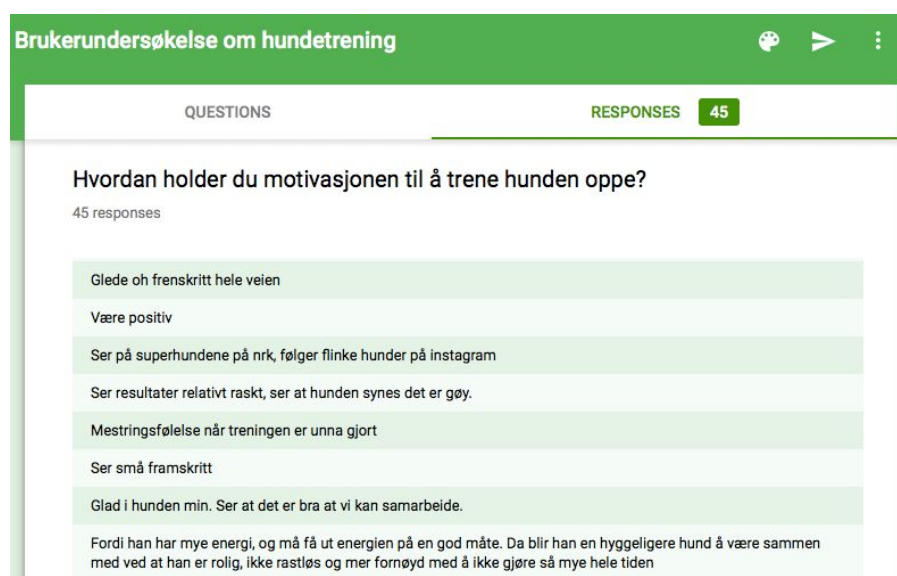 Brukerundersøkelse om hundetrening
QUESTIONS
RESPONSES 45
Hvordan holder du motivasjonen til å trene hunden oppe?
45 responses
Glede oh frenskritt hele veien
Være positiv
Ser på superhundene på nrk, følger flinke hunder på instagram
Ser resultater relativt raskt, ser at hunden synes det er gøy.
Mestringsfølelse når treningen er unna gjort
Ser små framskritt
Glad i hunden min. Ser at det er bra at vi kan samarbeide.
Fordi han har mye energi, og må få ut energien på en god måte. Da blir han en hyggeligere hund å være sammen
med ved at han er rolig, ikke rastløs og mer fornøyd med å ikke gjøre så mye hele tiden